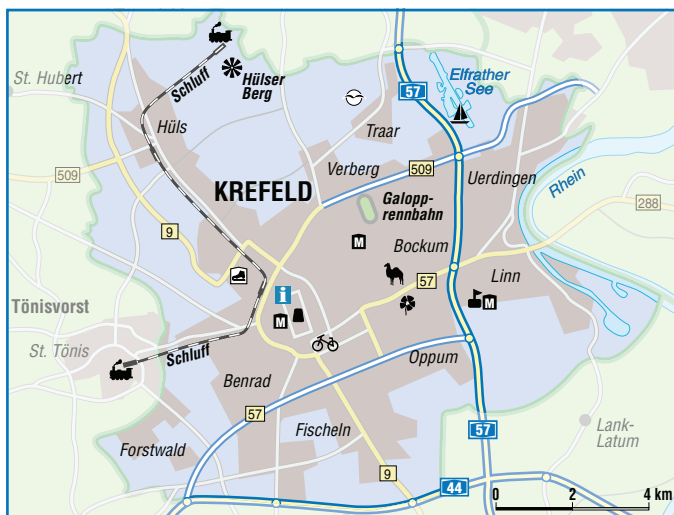 St. Hubert
Schluff
Hülser
Berg
57
Elfrather
See
Hüls
Traar
Verberg
509
509
Uerdingen
KREFELD
Rhein
Galopp-
rennbahn
288
9
M
Bockum
57
Linn
Tönisvorst
i
M
M
St. Tönis
Schluff
Oppum
Benrad
57
57
Lank-
Latum
Forstwald
Fischeln
9
44
0 2 4 km